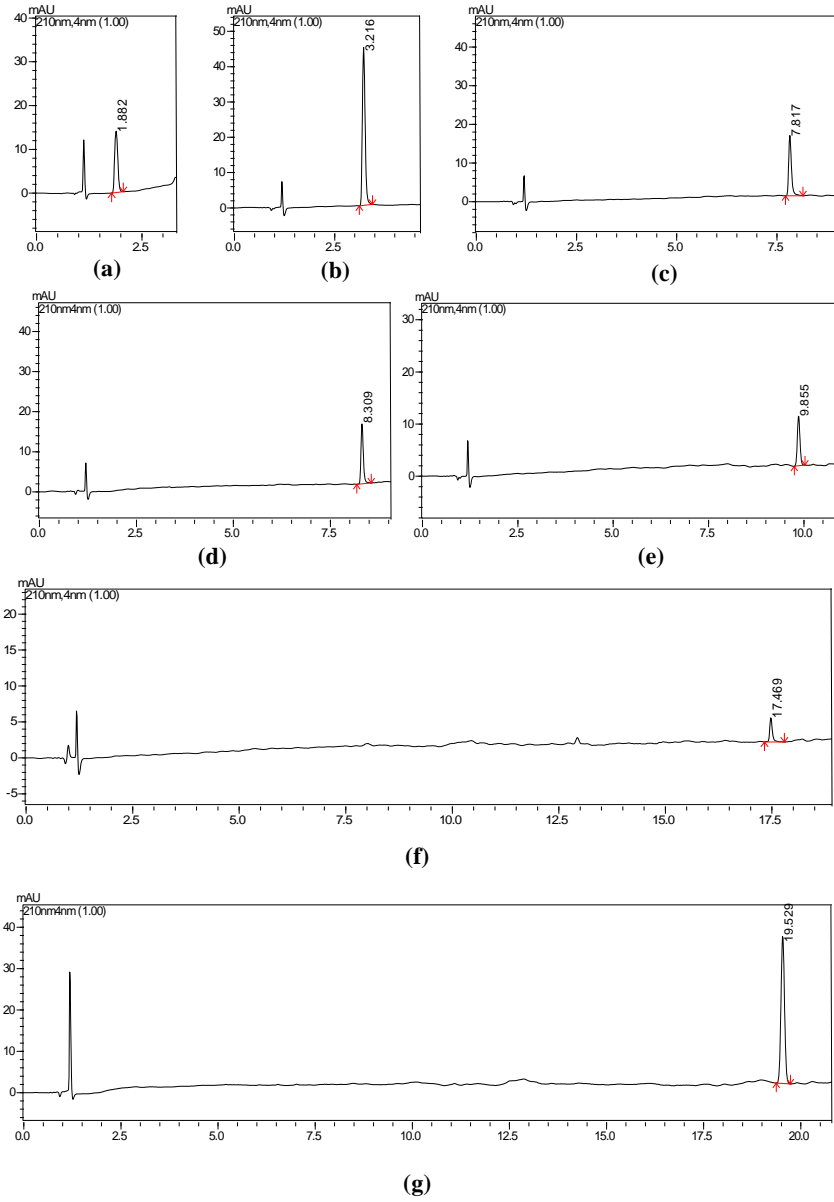 mAU
210nm,4nm (1.00)
40
30
20
10
0
1.882
0.0 2.5
(a)
mAU
210nm,4nm (1.00)
50
40
30
20
10
0
3.216
0.0 2.5
(b)
mAU
210nm,4nm (1.00)
40
30
20
10
0
7.817
0.0 2.5 5.0 7.5
(c)
mAU
210nm4nm (1.00)
40
30
20
10
0
8.309
0.0 2.5 5.0 7.5
(d)
mAU
210nm,4nm (1.00)
30
20
10
0
9.855
0.0 2.5 5.0 7.5 10.0
(e)
mAU
210nm,4nm (1.00)
20
15
10
5
0
-5
17.469
0.0 2.5 5.0 7.5 10.0 12.5 15.0 17.5
(f)
mAU
210nm4nm (1.00)
40
30
20
10
0
19.529
0.0 2.5 5.0 7.5 10.0 12.5 15.0 17.5 20.0
(g)